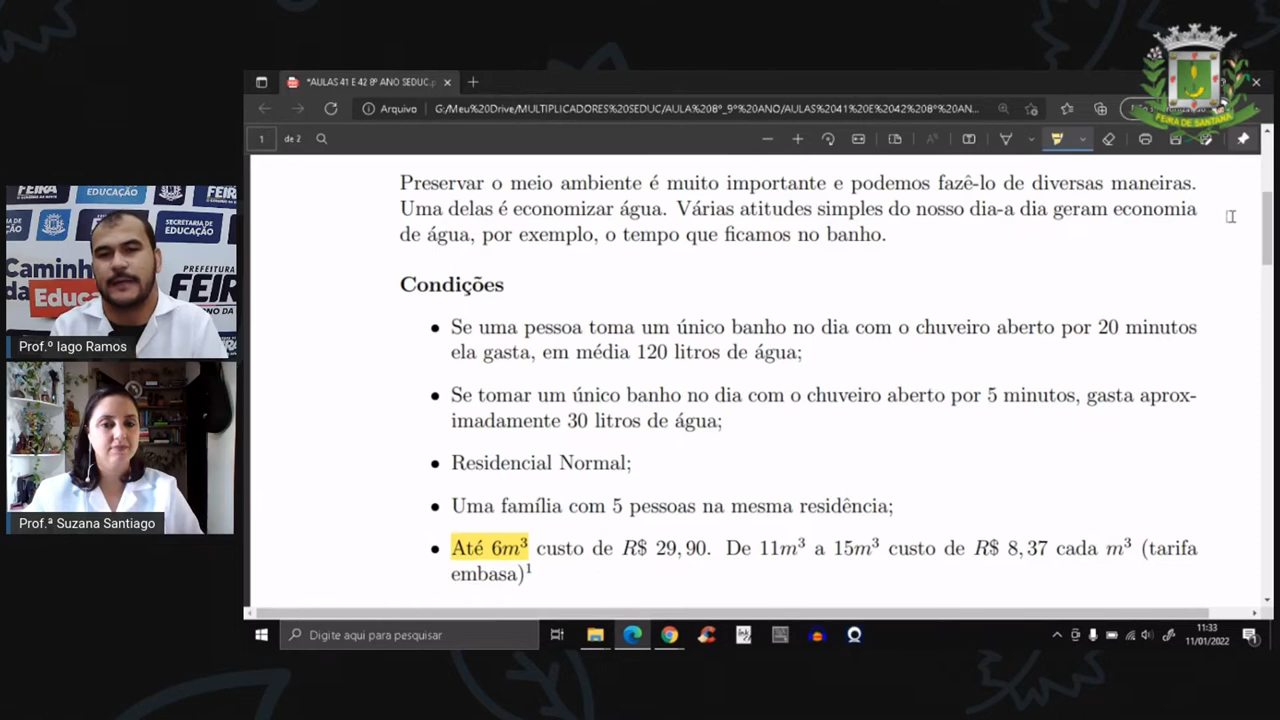 FEIRA DE SANTANA
*AULAS 41 E 42 8º ANO SEDUC.p
Arquivo
G:/Meu%20Drive/MULTIPLICADORES%20SEDUC/AULA%208°_9°%20ANO/AULAS%2041%20E%2042%208°%20AN...
1
de 2
Preservar o meio ambiente é muito importante e podemos fazê-lo de diversas maneiras.
Uma delas é economizar água. Várias atitudes simples do nosso dia-a dia geram economia
de água, por exemplo, o tempo que ficamos no banho.
Condições
• Se uma pessoa toma um único banho no dia com o chuveiro aberto por 20 minutos
ela gasta, em média 120 litros de água;
• Se tomar um único banho no dia com o chuveiro aberto por 5 minutos, gasta aprox-
imadamente 30 litros de água;
• Residencial Normal;
• Uma família com 5 pessoas na mesma residência;
• Até 6m³ custo de R$ 29,90. De 11m³ a 15m³ custo de R$ 8,37 cada m³ (tarifa
embasa)¹
FEIRA
EDUCAÇÃO
FEIR
SECRETARIA DE
EDUCAÇÃO
Caminh
da
Educa
PREFEITURA
FEIR
Prof.º Iago Ramos
Prof.ª Suzana Santiago
Digite aqui para pesquisar
11:33
11/01/2022